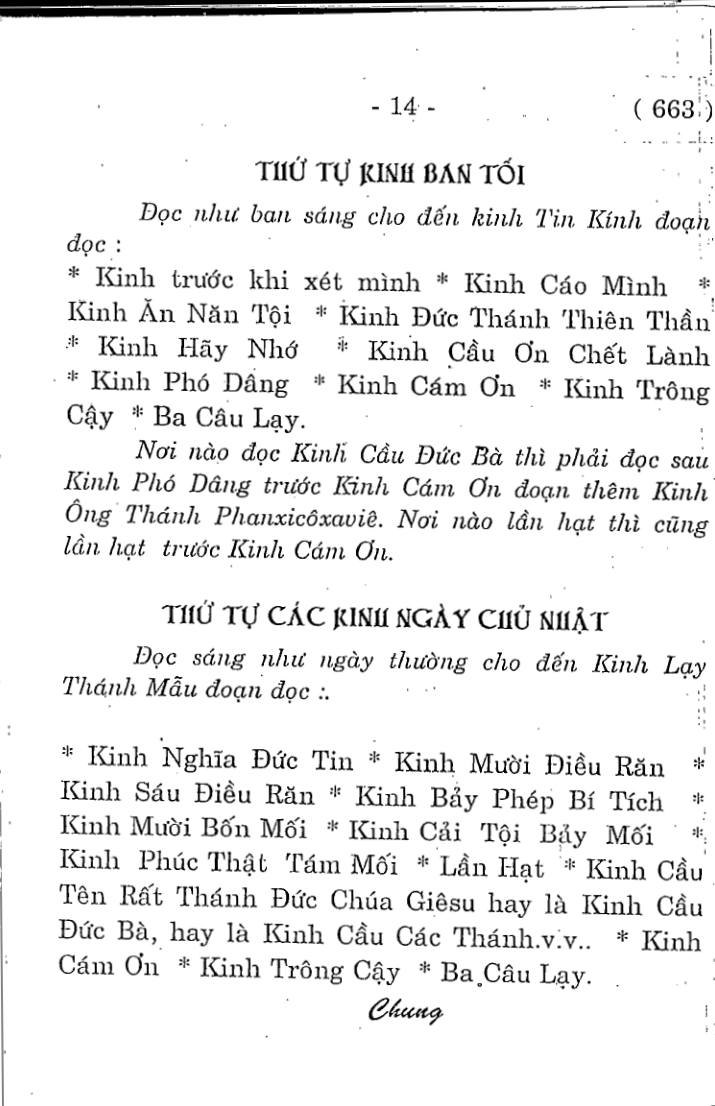 - 14 - ( 663 )
THỨ TỰ KINH BAN TỐI
Đọc như ban sáng cho đến kinh Tin Kính đoạn
đọc :
* Kinh trước khi xét mình * Kinh Cáo Mình *
Kinh Ăn Năn Tội * Kinh Đức Thánh Thiên Thần
* Kinh Hãy Nhớ * Kinh Cầu Ơn Chết Lành
* Kinh Phó Dâng * Kinh Cám Ơn * Kinh Trông
Cậy * Ba Câu Lạy.
Nơi nào đọc Kinh Cầu Đức Bà thì phải đọc sau
Kinh Phó Dâng trước Kinh Cám Ơn đoạn thêm Kinh
Ông Thánh Phanxicôxaviê. Nơi nào lần hạt thì cũng
lần hạt trước Kinh Cám Ơn.
THỨ TỰ CÁC KINH NGÀY CHỦ NHẬT
Đọc sáng như ngày thường cho đến Kinh Lạy
Thánh Mẫu đoạn đọc :.
* Kinh Nghĩa Đức Tin * Kinh Mười Điều Răn *
Kinh Sáu Điều Răn * Kinh Bảy Phép Bí Tích *
Kinh Mười Bốn Mối * Kinh Cải Tội Bảy Mối *
Kinh Phúc Thật Tám Mối * Lần Hạt * Kinh Cầu
Tên Rất Thánh Đức Chúa Giêsu hay là Kinh Cầu
Đức Bà, hay là Kinh Cầu Các Thánh.v.v.. * Kinh
Cám Ơn * Kinh Trông Cậy * Ba Câu Lạy.
Chung